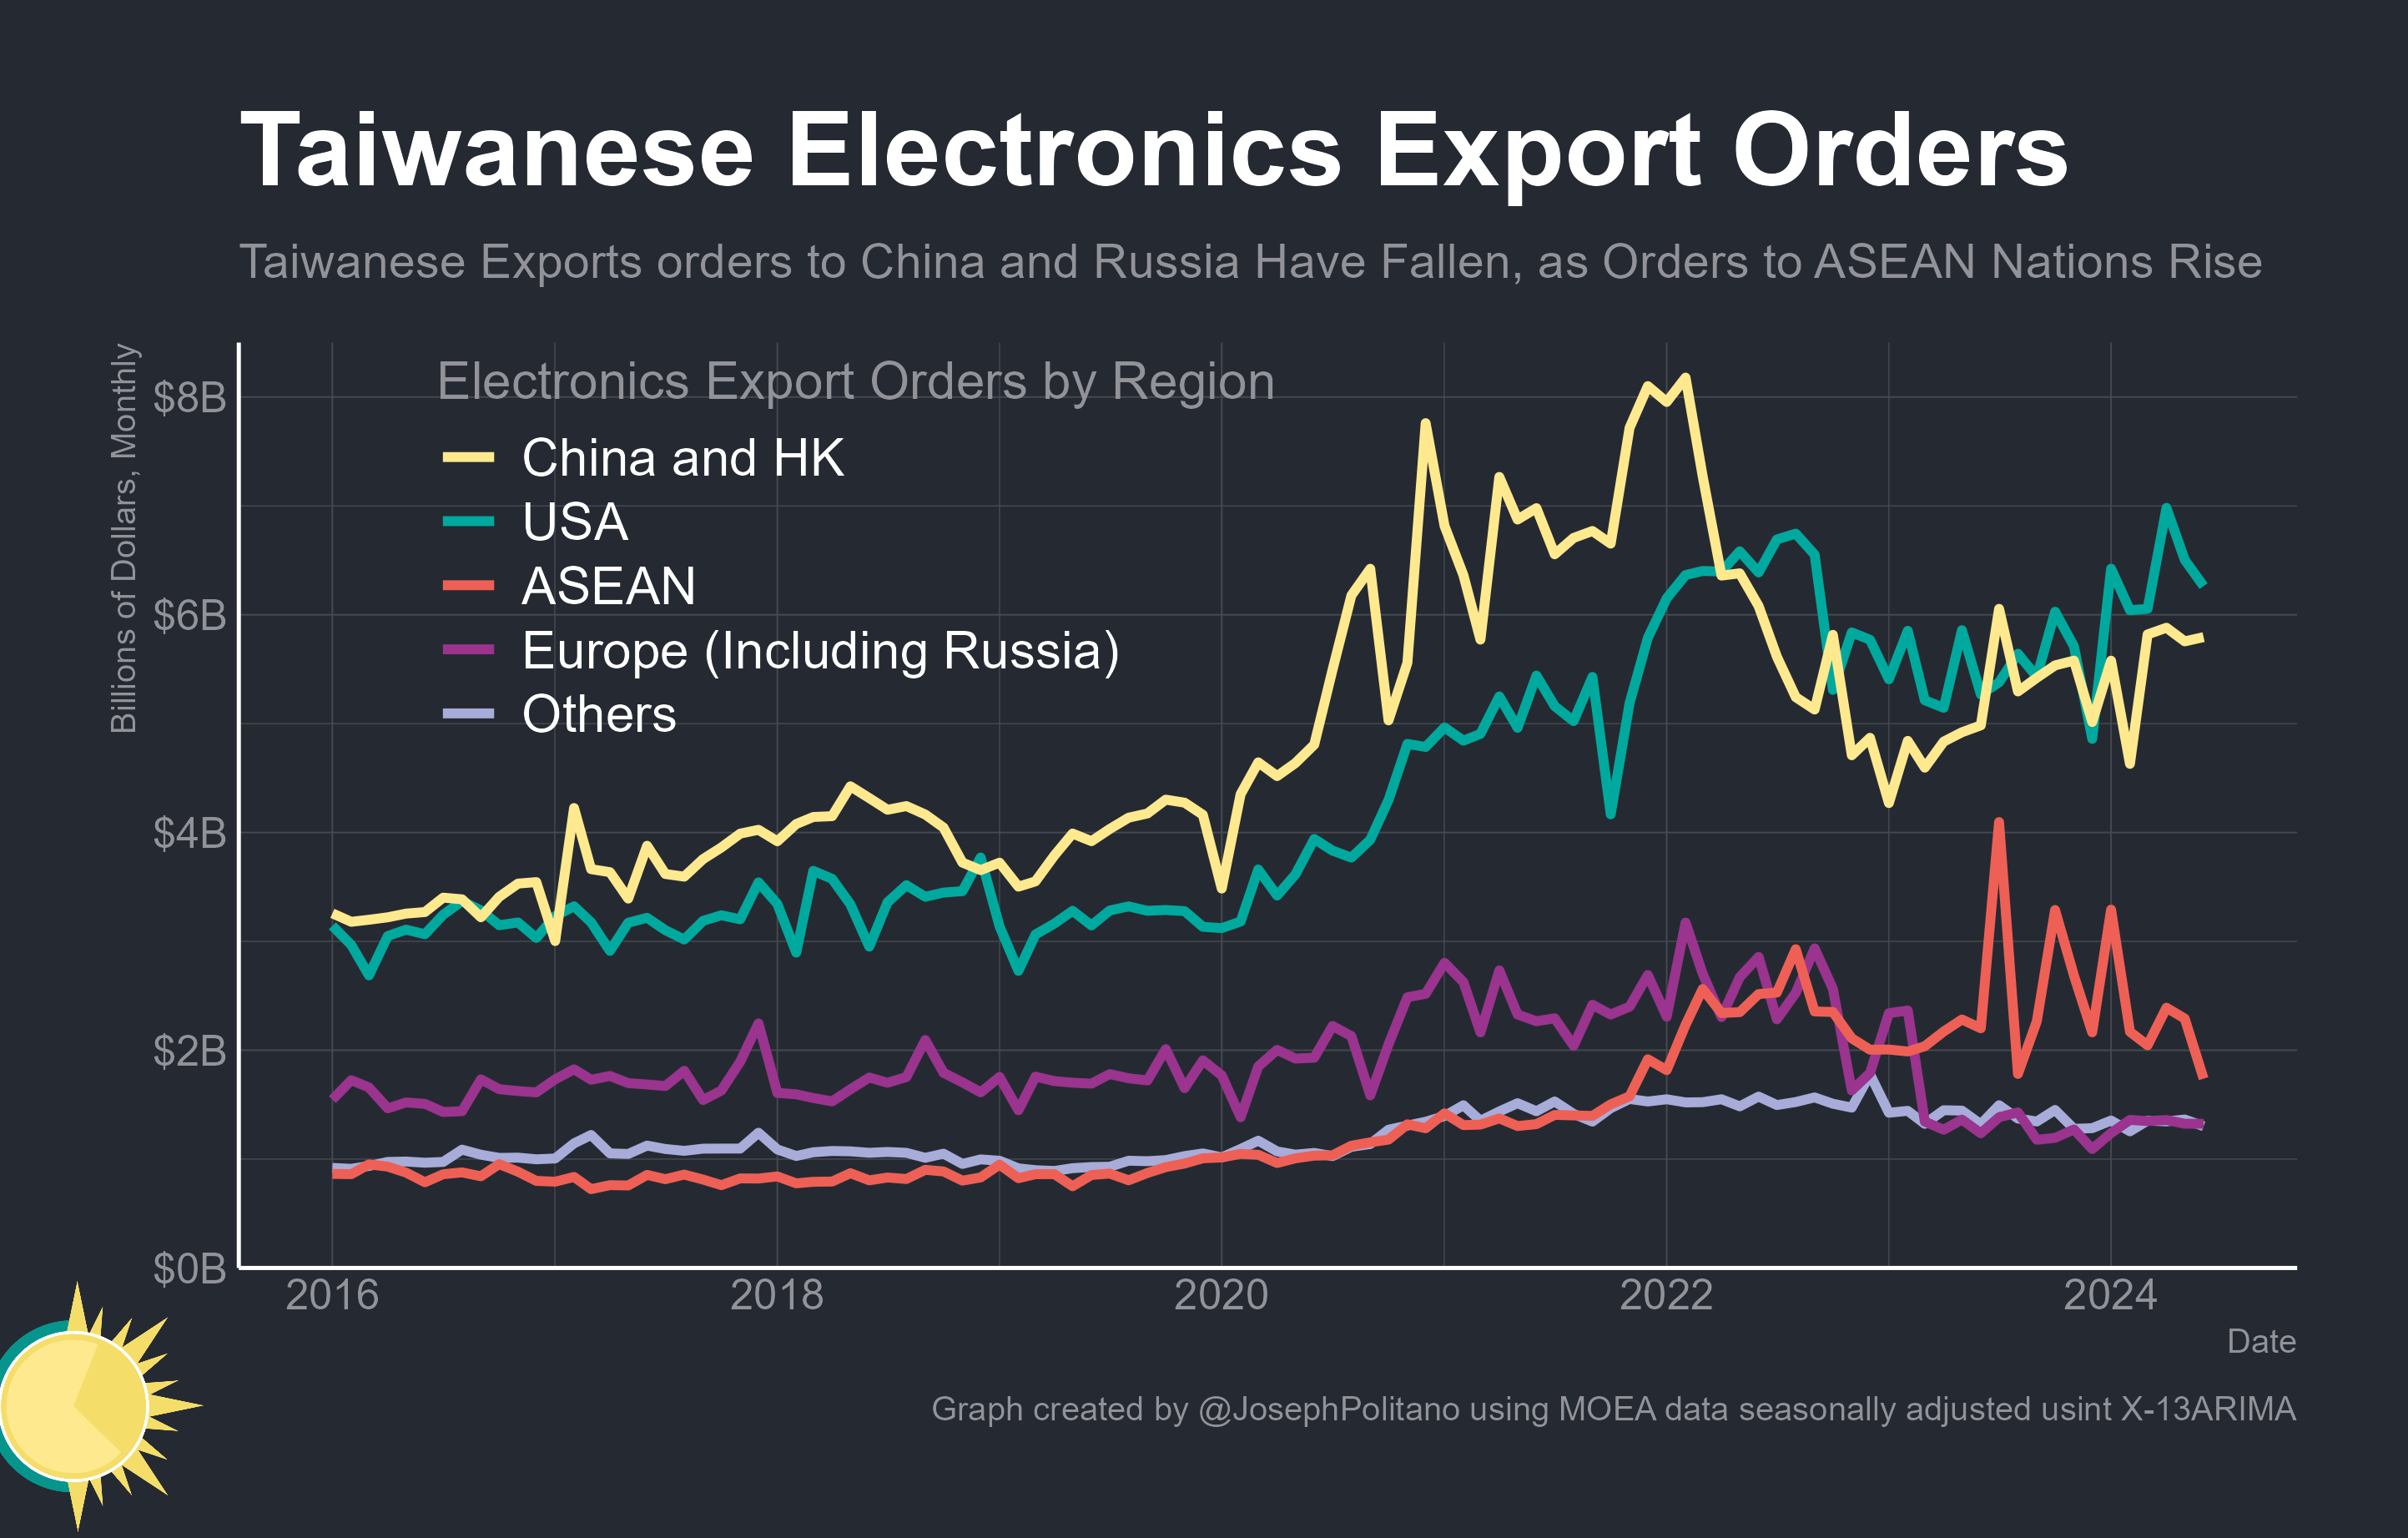 Taiwanese Electronics Export Orders
Taiwanese Exports orders to China and Russia Have Fallen, as Orders to ASEAN Nations Rise
Billions of Dollars, Monthly
Electronics Export Orders by Region
China and HK
USA
ASEAN
Europe (Including Russia)
Others
$8B
$6B
$4B
$2B
$0B
2016 2018 2020 2022 2024
Date
Graph created by @JosephPolitano using MOEA data seasonally adjusted usint X-13ARIMA